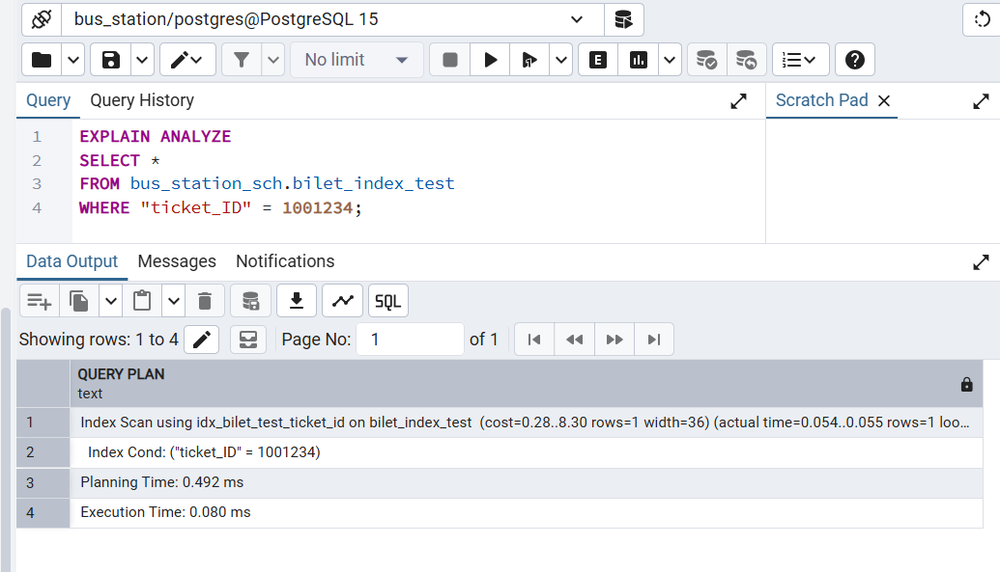 bus_station/postgres@PostgreSQL 15
No limit
E
Query Query History
Scratch Pad
1 EXPLAIN ANALYZE
2 SELECT *
3 FROM bus_station_sch.bilet_index_test
4 WHERE "ticket_ID" = 1001234;
Data Output Messages Notifications
SQL
Showing rows: 1 to 4 Page No: 1 of 1
QUERY PLAN
text
1 Index Scan using idx_bilet_test_ticket_id on bilet_index_test (cost=0.28..8.30 rows=1 width=36) (actual time=0.054..0.055 rows=1 loo...
2 Index Cond: ("ticket_ID" = 1001234)
3 Planning Time: 0.492 ms
4 Execution Time: 0.080 ms